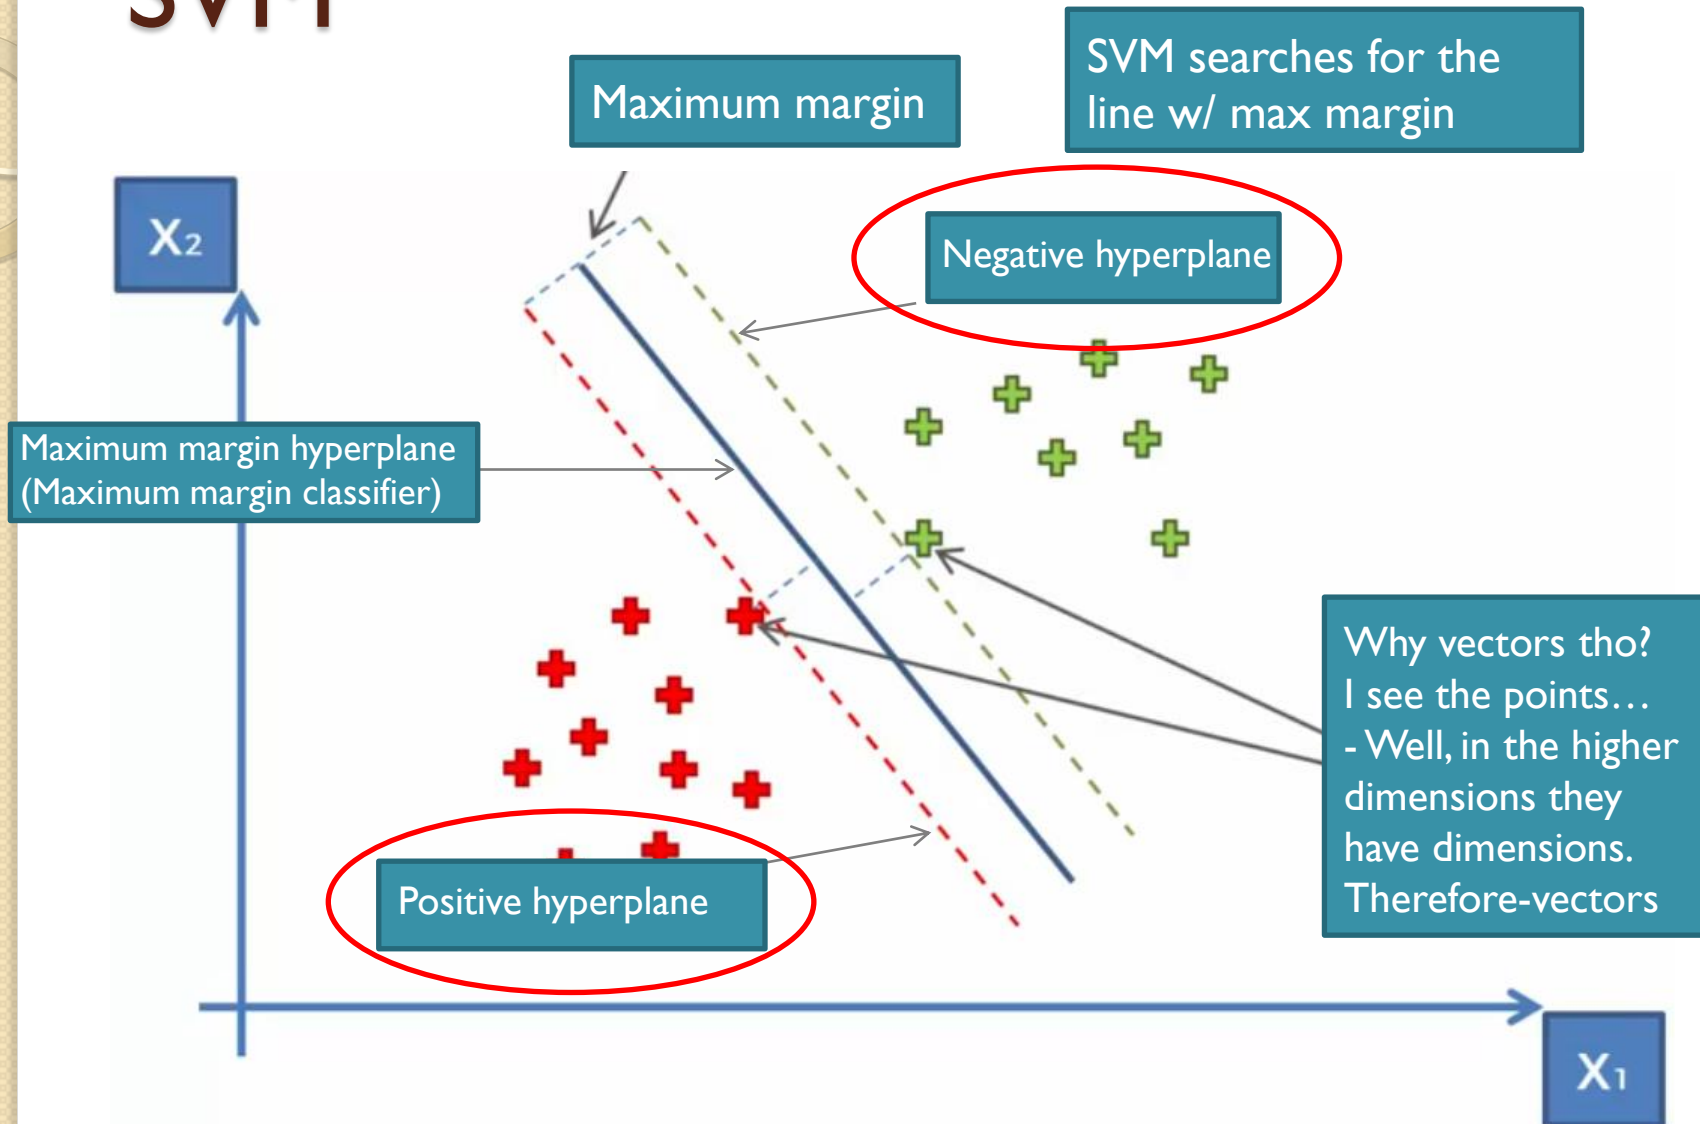 SVM
Maximum margin
SVM searches for the
line w/ max margin
X2
Negative hyperplane
Maximum margin hyperplane
(Maximum margin classifier)
Why vectors tho?
I see the points…
- Well, in the higher
dimensions they
have dimensions.
Therefore-vectors
Positive hyperplane
X1